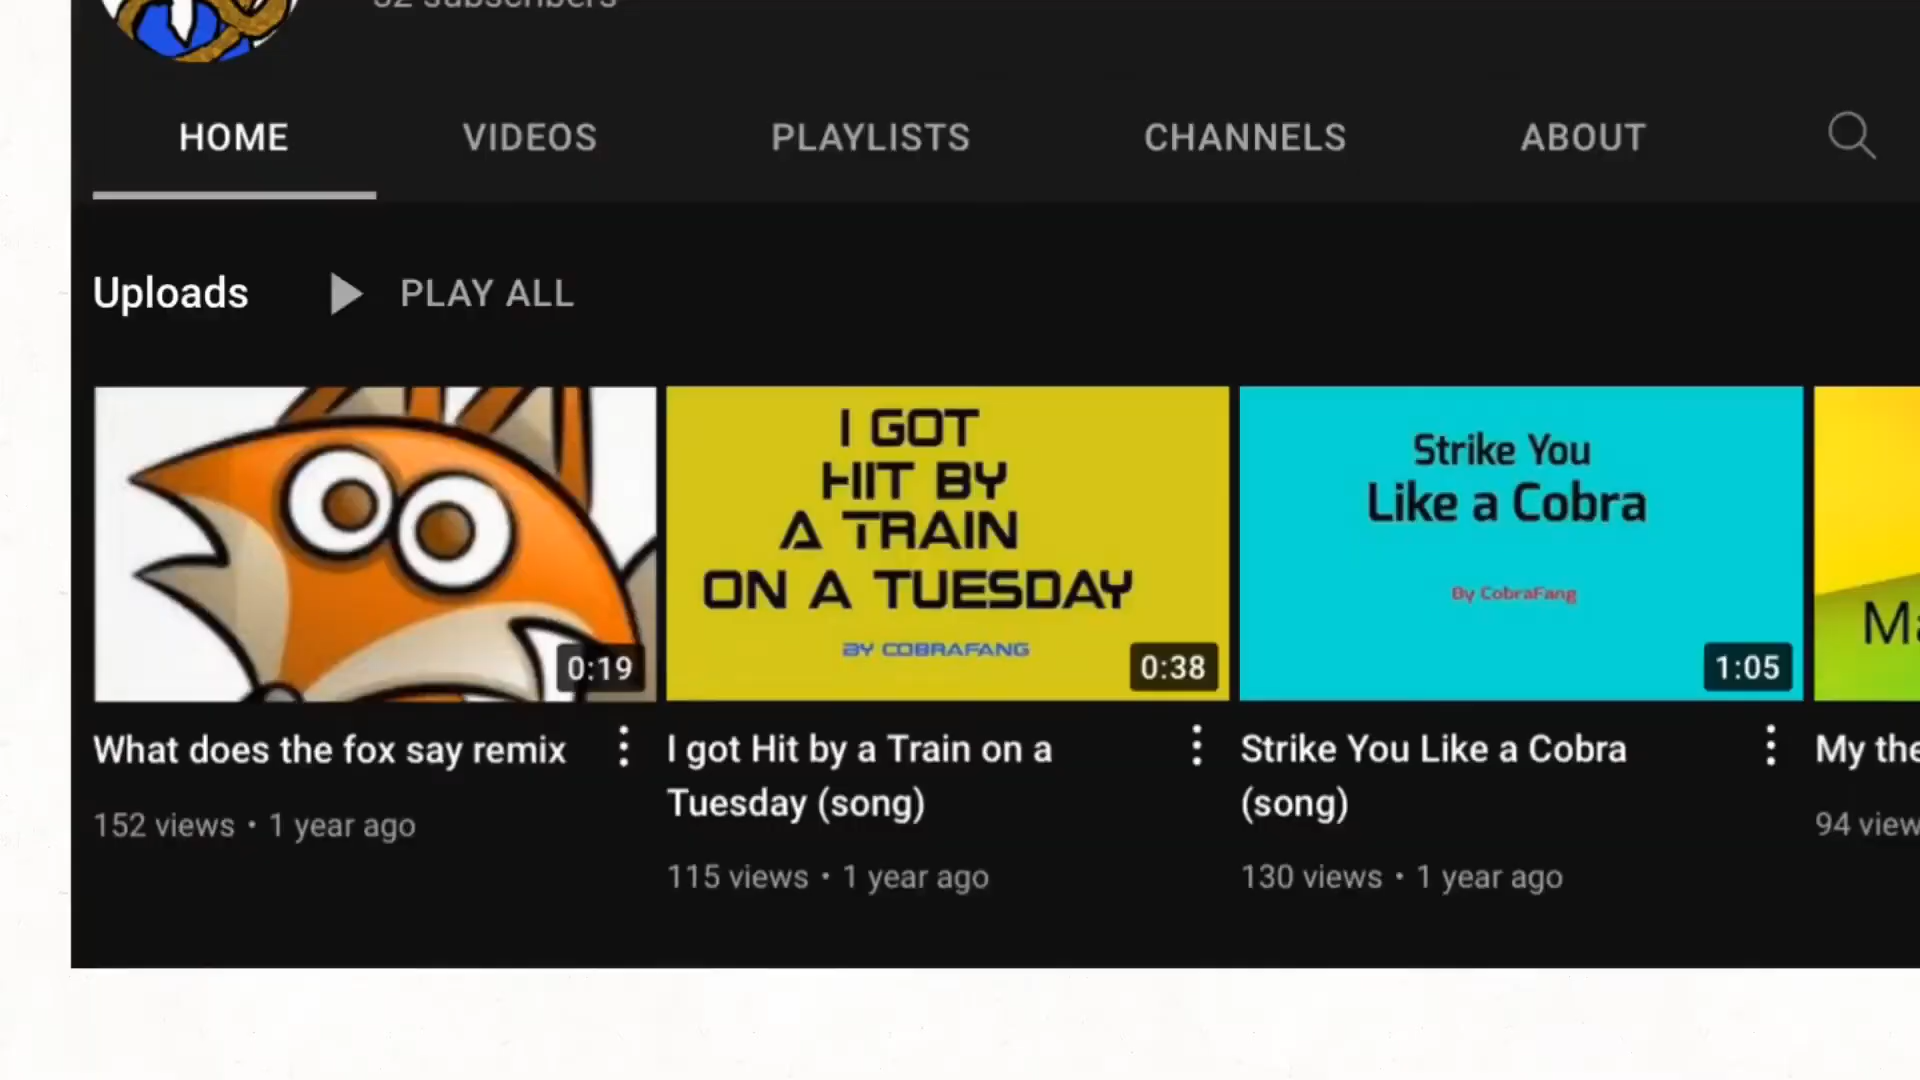 subscribers
HOME VIDEOS PLAYLISTS CHANNELS ABOUT
Uploads PLAY ALL
I GOT
HIT BY
A TRAIN
ON A TUESDAY
BY COBRAFANG
0:19
0:38
Strike You
Like a Cobra
By CobraFang
1:05
What does the fox say remix
152 views • 1 year ago
I got Hit by a Train on a
Tuesday (song)
115 views • 1 year ago
Strike You Like a Cobra
(song)
130 views • 1 year ago
My
94